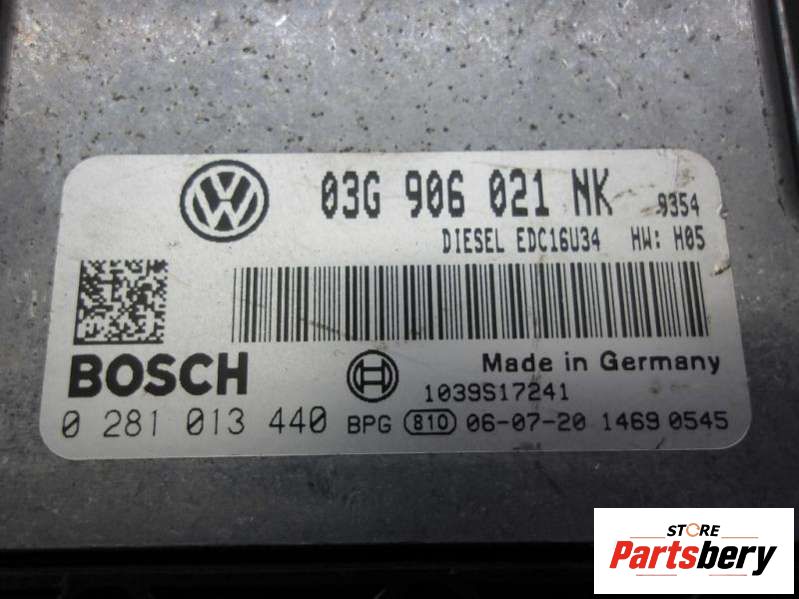 03G 906 021 NK 9354
DIESEL EDC16U34 HW: H05
BOSCH
Made in Germany
1039S17241
0 281 013 440 BPG 810 06-07-20 1469 0545
STORE
Partsbery